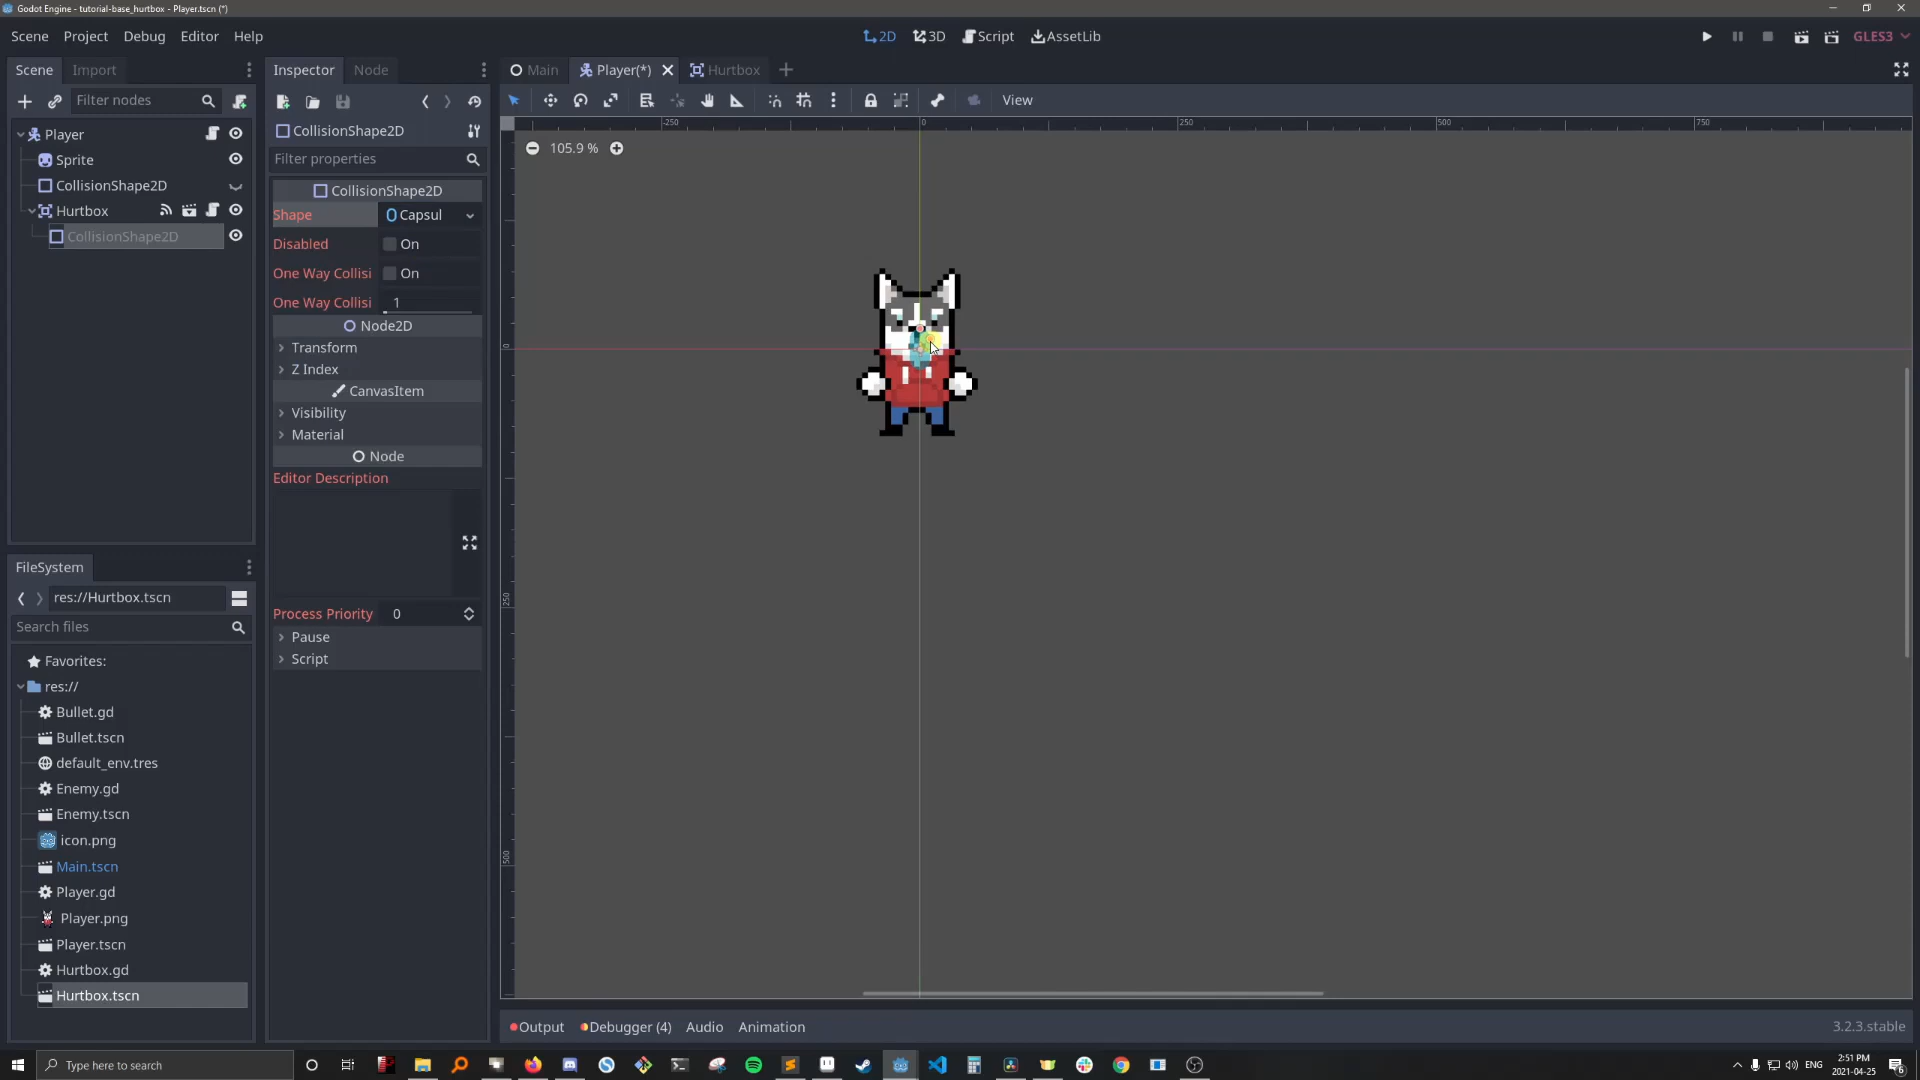 Godot Engine - tutorial-base_hurtbox - Player.tscn (*)
Scene Project Debug Editor Help
2D 3D Script AssetLib
GLES3
Scene Import
Inspector Node
Main Player(*) Hurtbox
Filter nodes
View
Player
Sprite
CollisionShape2D
Hurtbox
CollisionShape2D
CollisionShape2D
Filter properties
CollisionShape2D
Shape Capsul
Disabled On
One Way Collisi On
One Way Collisi 1
Node2D
Transform
Z Index
CanvasItem
Visibility
Material
Node
Editor Description
Process Priority 0
Pause
Script
-250 0 250 500 750
105.9 %
0
250
500
FileSystem
res://Hurtbox.tscn
Search files
Favorites:
res://
Bullet.gd
Bullet.tscn
default_env.tres
Enemy.gd
Enemy.tscn
icon.png
Main.tscn
Player.gd
Player.png
Player.tscn
Hurtbox.gd
Hurtbox.tscn
Output Debugger (4) Audio Animation
3.2.3.stable
Type here to search
ENG
2:51 PM
2021-04-25